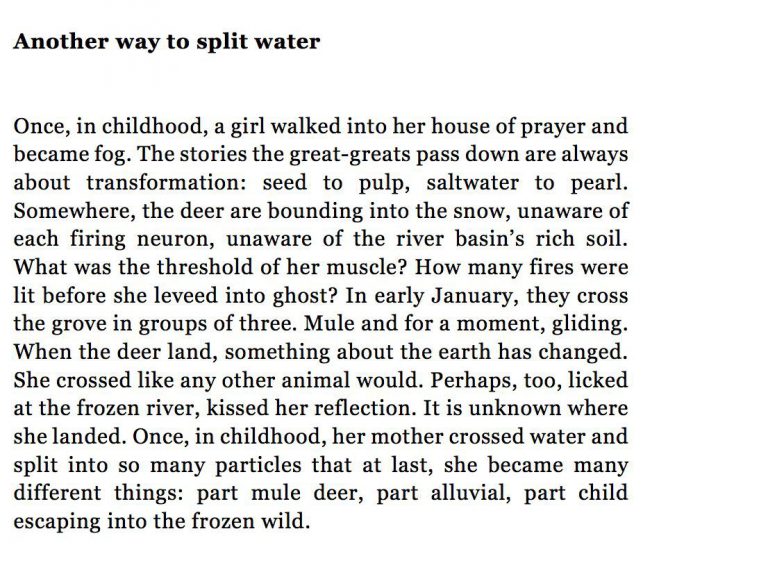 Another way to split water
Once, in childhood, a girl walked into her house of prayer and
became fog. The stories the great-greats pass down are always
about transformation: seed to pulp, saltwater to pearl.
Somewhere, the deer are bounding into the snow, unaware of
each firing neuron, unaware of the river basin’s rich soil.
What was the threshold of her muscle? How many fires were
lit before she leveed into ghost? In early January, they cross
the grove in groups of three. Mule and for a moment, gliding.
When the deer land, something about the earth has changed.
She crossed like any other animal would. Perhaps, too, licked
at the frozen river, kissed her reflection. It is unknown where
she landed. Once, in childhood, her mother crossed water and
split into so many particles that at last, she became many
different things: part mule deer, part alluvial, part child
escaping into the frozen wild.